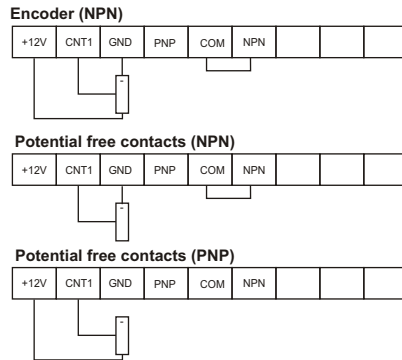 Encoder (NPN)
+12V CNT1 GND PNP COM NPN
-
Potential free contacts (NPN)
+12V CNT1 GND PNP COM NPN
-
Potential free contacts (PNP)
+12V CNT1 GND PNP COM NPN
-